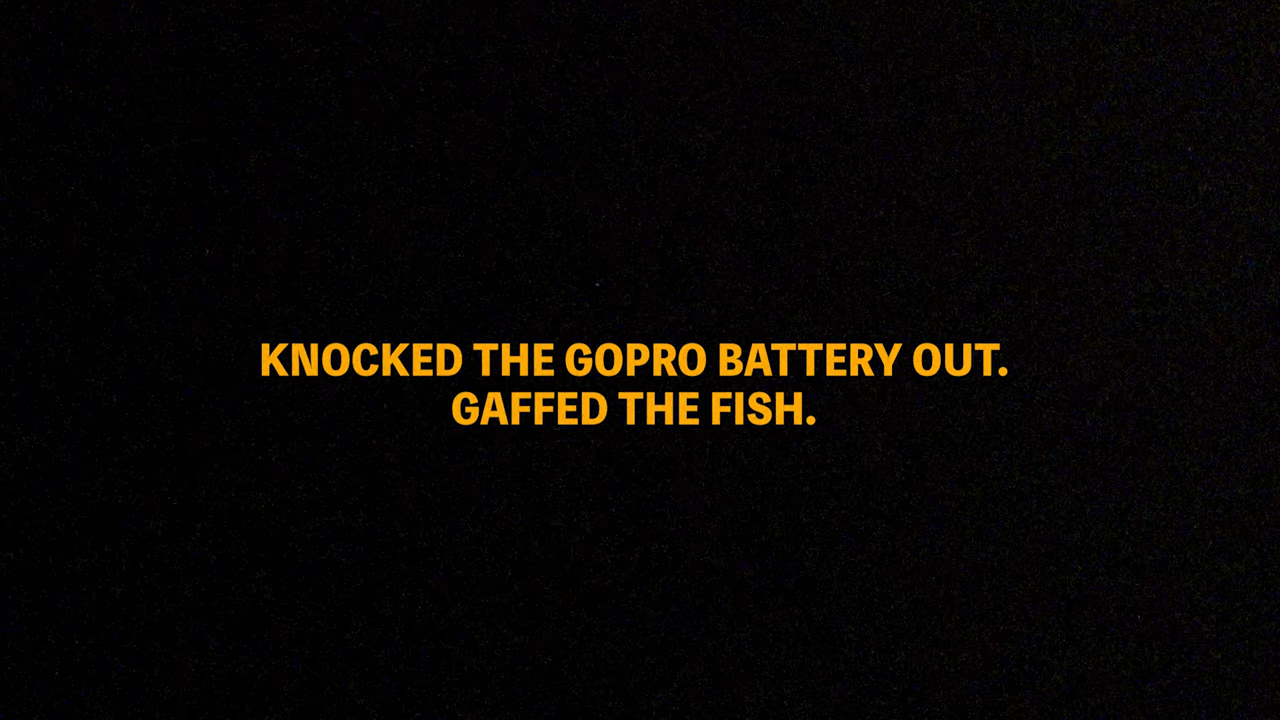 KNOCKED THE GOPRO BATTERY OUT.
GAFFED THE FISH.